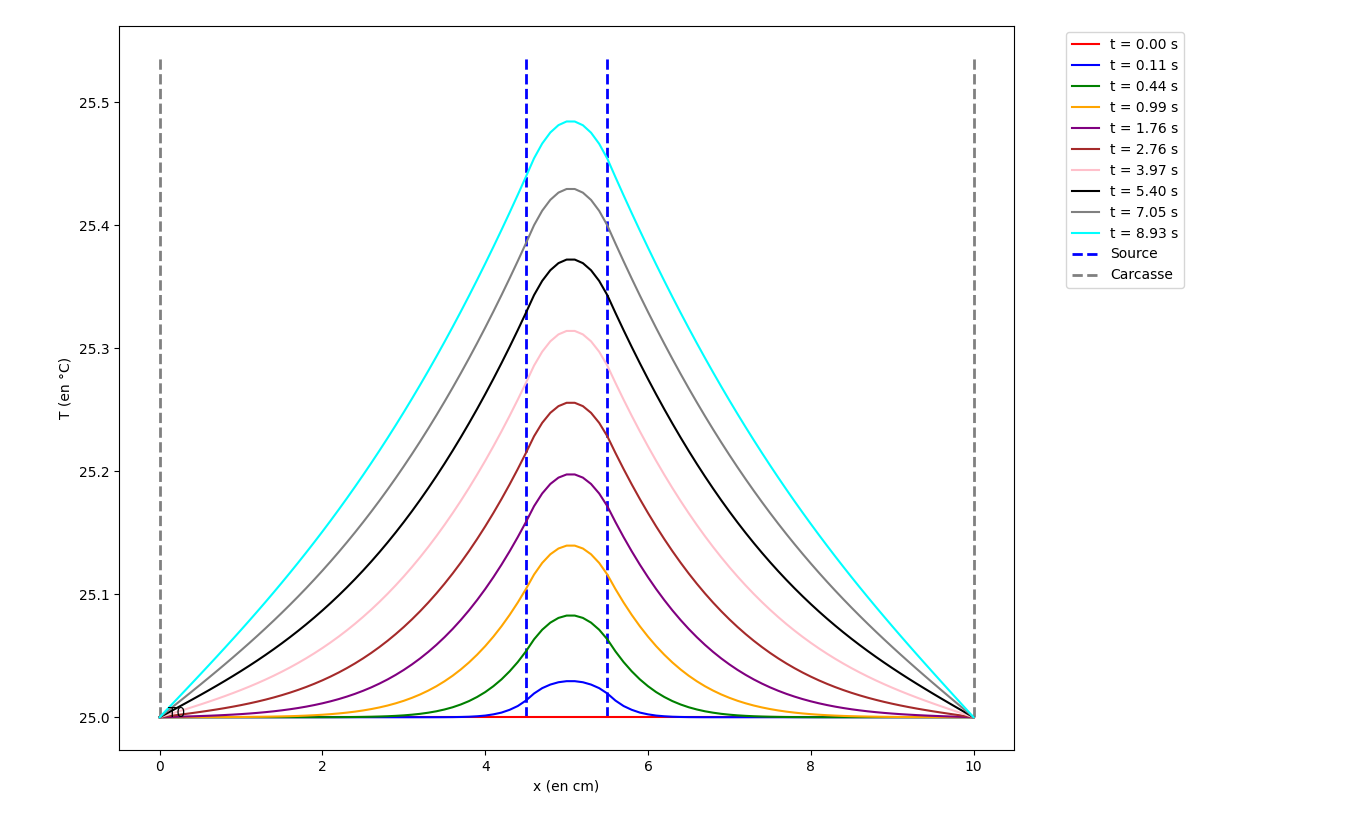 25.5
25.4
25.3
25.2
25.1
25.0
T (en °C)
T0
0
2
4
6
8
10
x (en cm)
t = 0.00 s
t = 0.11 s
t = 0.44 s
t = 0.99 s
t = 1.76 s
t = 2.76 s
t = 3.97 s
t = 5.40 s
t = 7.05 s
t = 8.93 s
Source
Carcasse